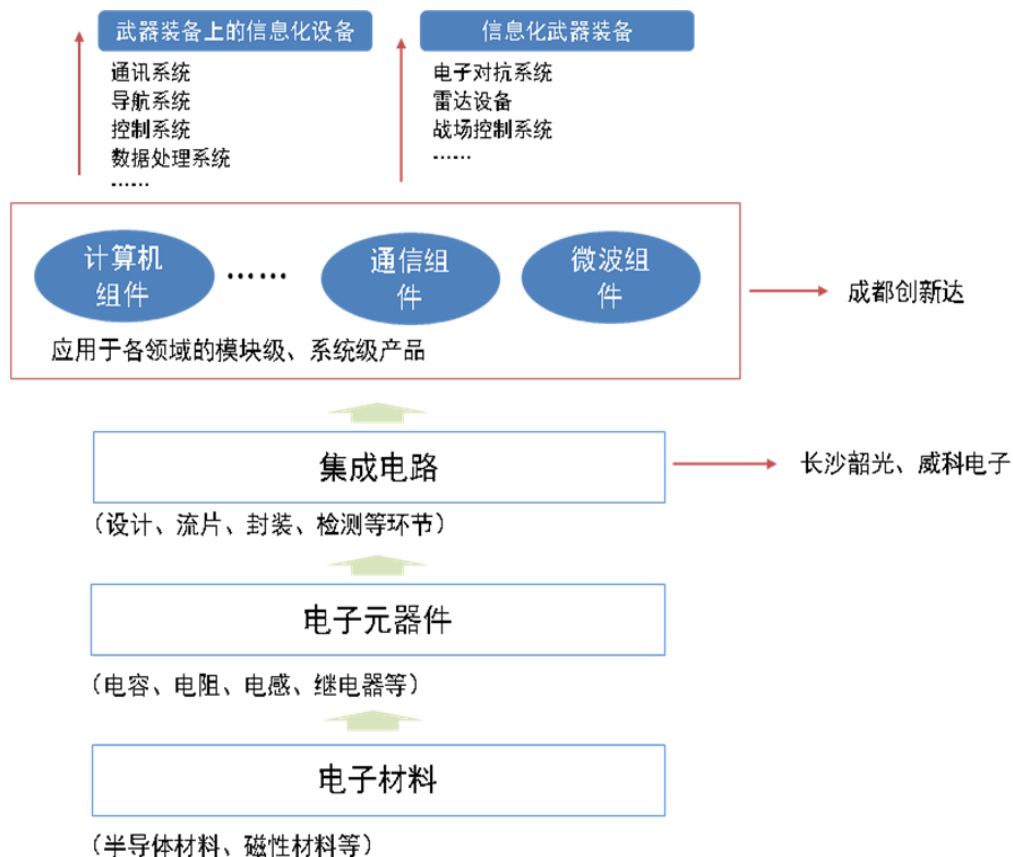 武器装备上的信息化设备
信息化武器装备
通讯系统
导航系统
控制系统
数据处理系统
……
电子对抗系统
雷达设备
战场控制系统
……
计算机
组件
……
通信组
件
微波组
件
应用于各领域的模块级、系统级产品
成都创新达
集成电路
长沙韶光、威科电子
（设计、流片、封装、检测等环节）
电子元器件
（电容、电阻、电感、继电器等）
电子材料
（半导体材料、磁性材料等）